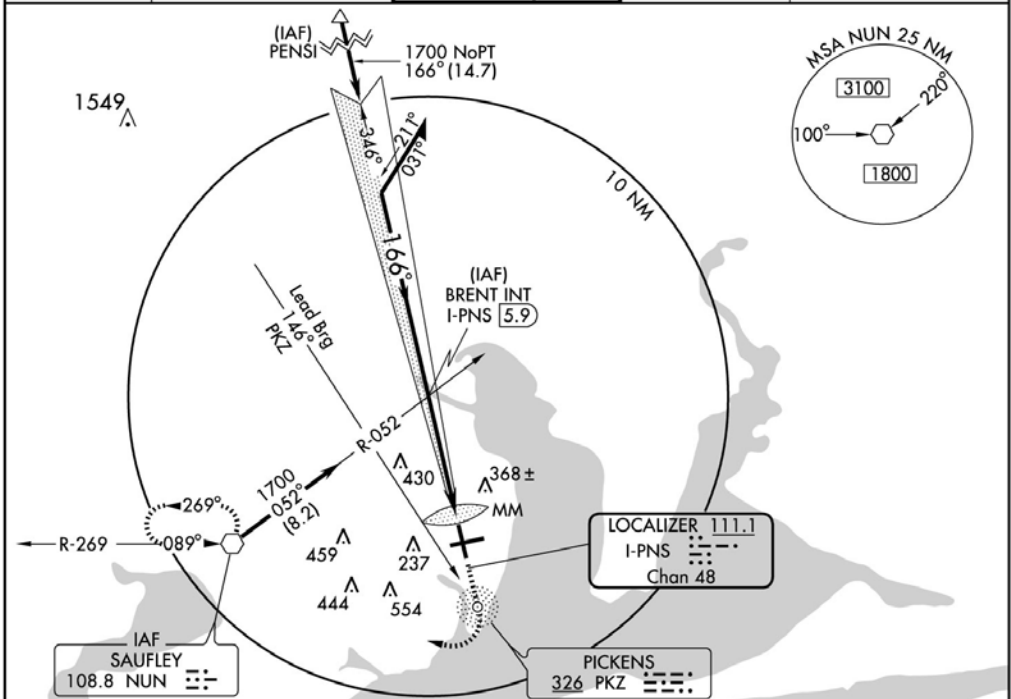 (IAF)
PENSI
1700 NoPT
166° (14.7)
1549
MSA NUN 25 NM
3100
220°
100°
1800
346°
211°
031°
10 NM
166°
(IAF)
BRENT INT
I-PNS 5.9
Lead Brg
146°
PKZ
R-052
1700
052°
(8.2)
430
368±
MM
269°
R-269
089°
459
237
444
554
LOCALIZER 111.1
I-PNS
Chan 48
IAF
SAUFLEY
108.8 NUN
PICKENS
326 PKZ